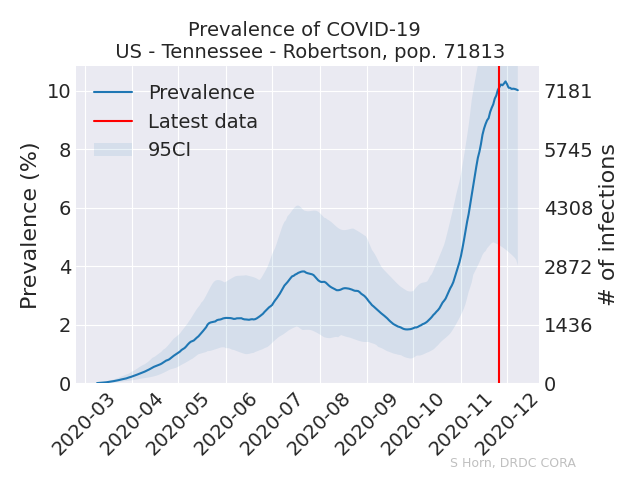 Prevalence of COVID-19
US - Tennessee - Robertson, pop. 71813
Prevalence
Latest data
95CI
Prevalence (%)
10
8
6
4
2
0
7181
5745
4308
2872
1436
0
# of infections
2020-03
2020-04
2020-05
2020-06
2020-07
2020-08
2020-09
2020-10
2020-11
2020-12
S Horn, DRDC CORA